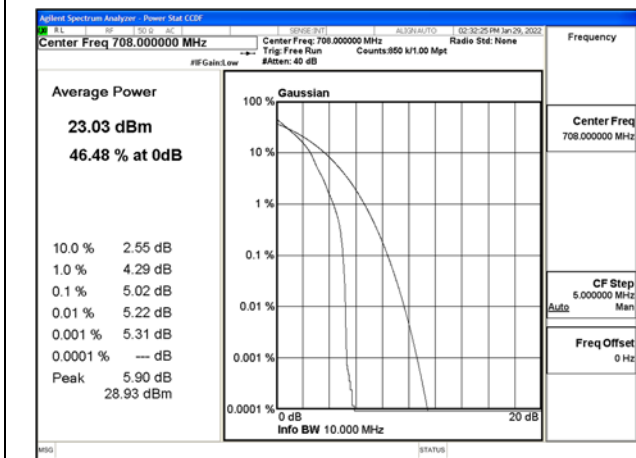 Agilent Spectrum Analyzer - Power Stat CCDF
RL RF 50 Ω AC SENSE:INT ALIGN AUTO 02:32:25 PM Jan 29, 2022
Center Freq 708.000000 MHz
Center Freq: 708.000000 MHz Radio Std: None
Trig: Free Run Counts:850 k/1.00 Mpt
#IFGain:Low #Atten: 40 dB
Frequency
Average Power
23.03 dBm
46.48 % at 0dB
10.0 % 2.55 dB
1.0 % 4.29 dB
0.1 % 5.02 dB
0.01 % 5.22 dB
0.001 % 5.31 dB
0.0001 % --- dB
Peak 5.90 dB
28.93 dBm
Gaussian
100 %
10 %
1 %
0.1 %
0.01 %
0.001 %
0.0001 %
0 dB 20 dB
Info BW 10.000 MHz
Center Freq
708.000000 MHz
CF Step
5.000000 MHz
Auto Man
Freq Offset
0 Hz
MSG STATUS